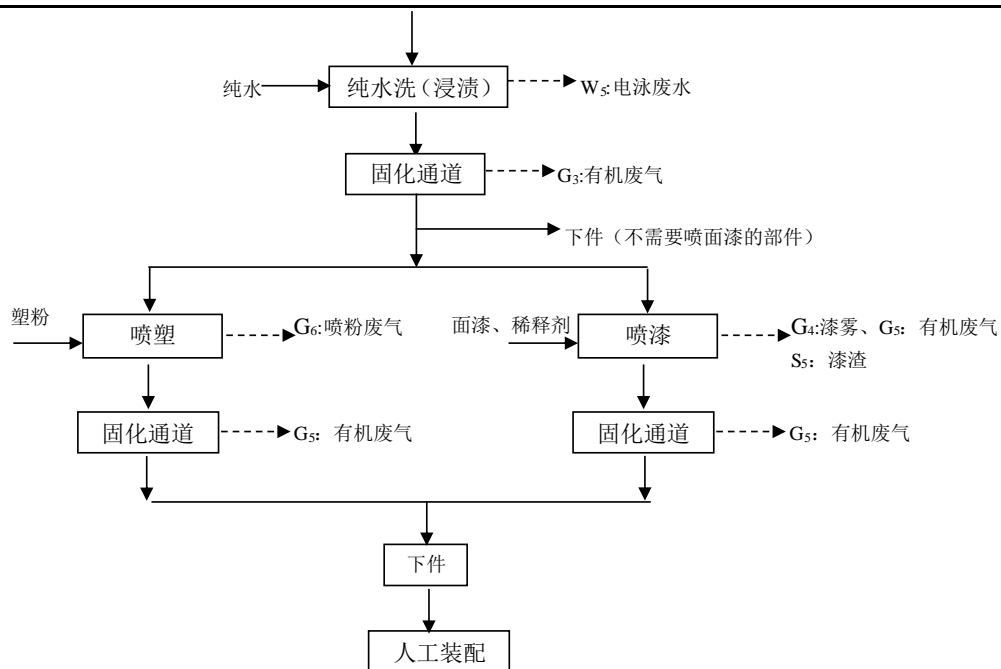 纯水
纯水洗（浸渍）
W₅:电泳废水
固化通道
G₃:有机废气
下件（不需要喷面漆的部件）
塑粉
喷塑
G₆:喷粉废气
面漆、稀释剂
喷漆
G₄:漆雾、G₅：有机废气
S₅：漆渣
固化通道
G₅：有机废气
固化通道
G₅：有机废气
下件
人工装配